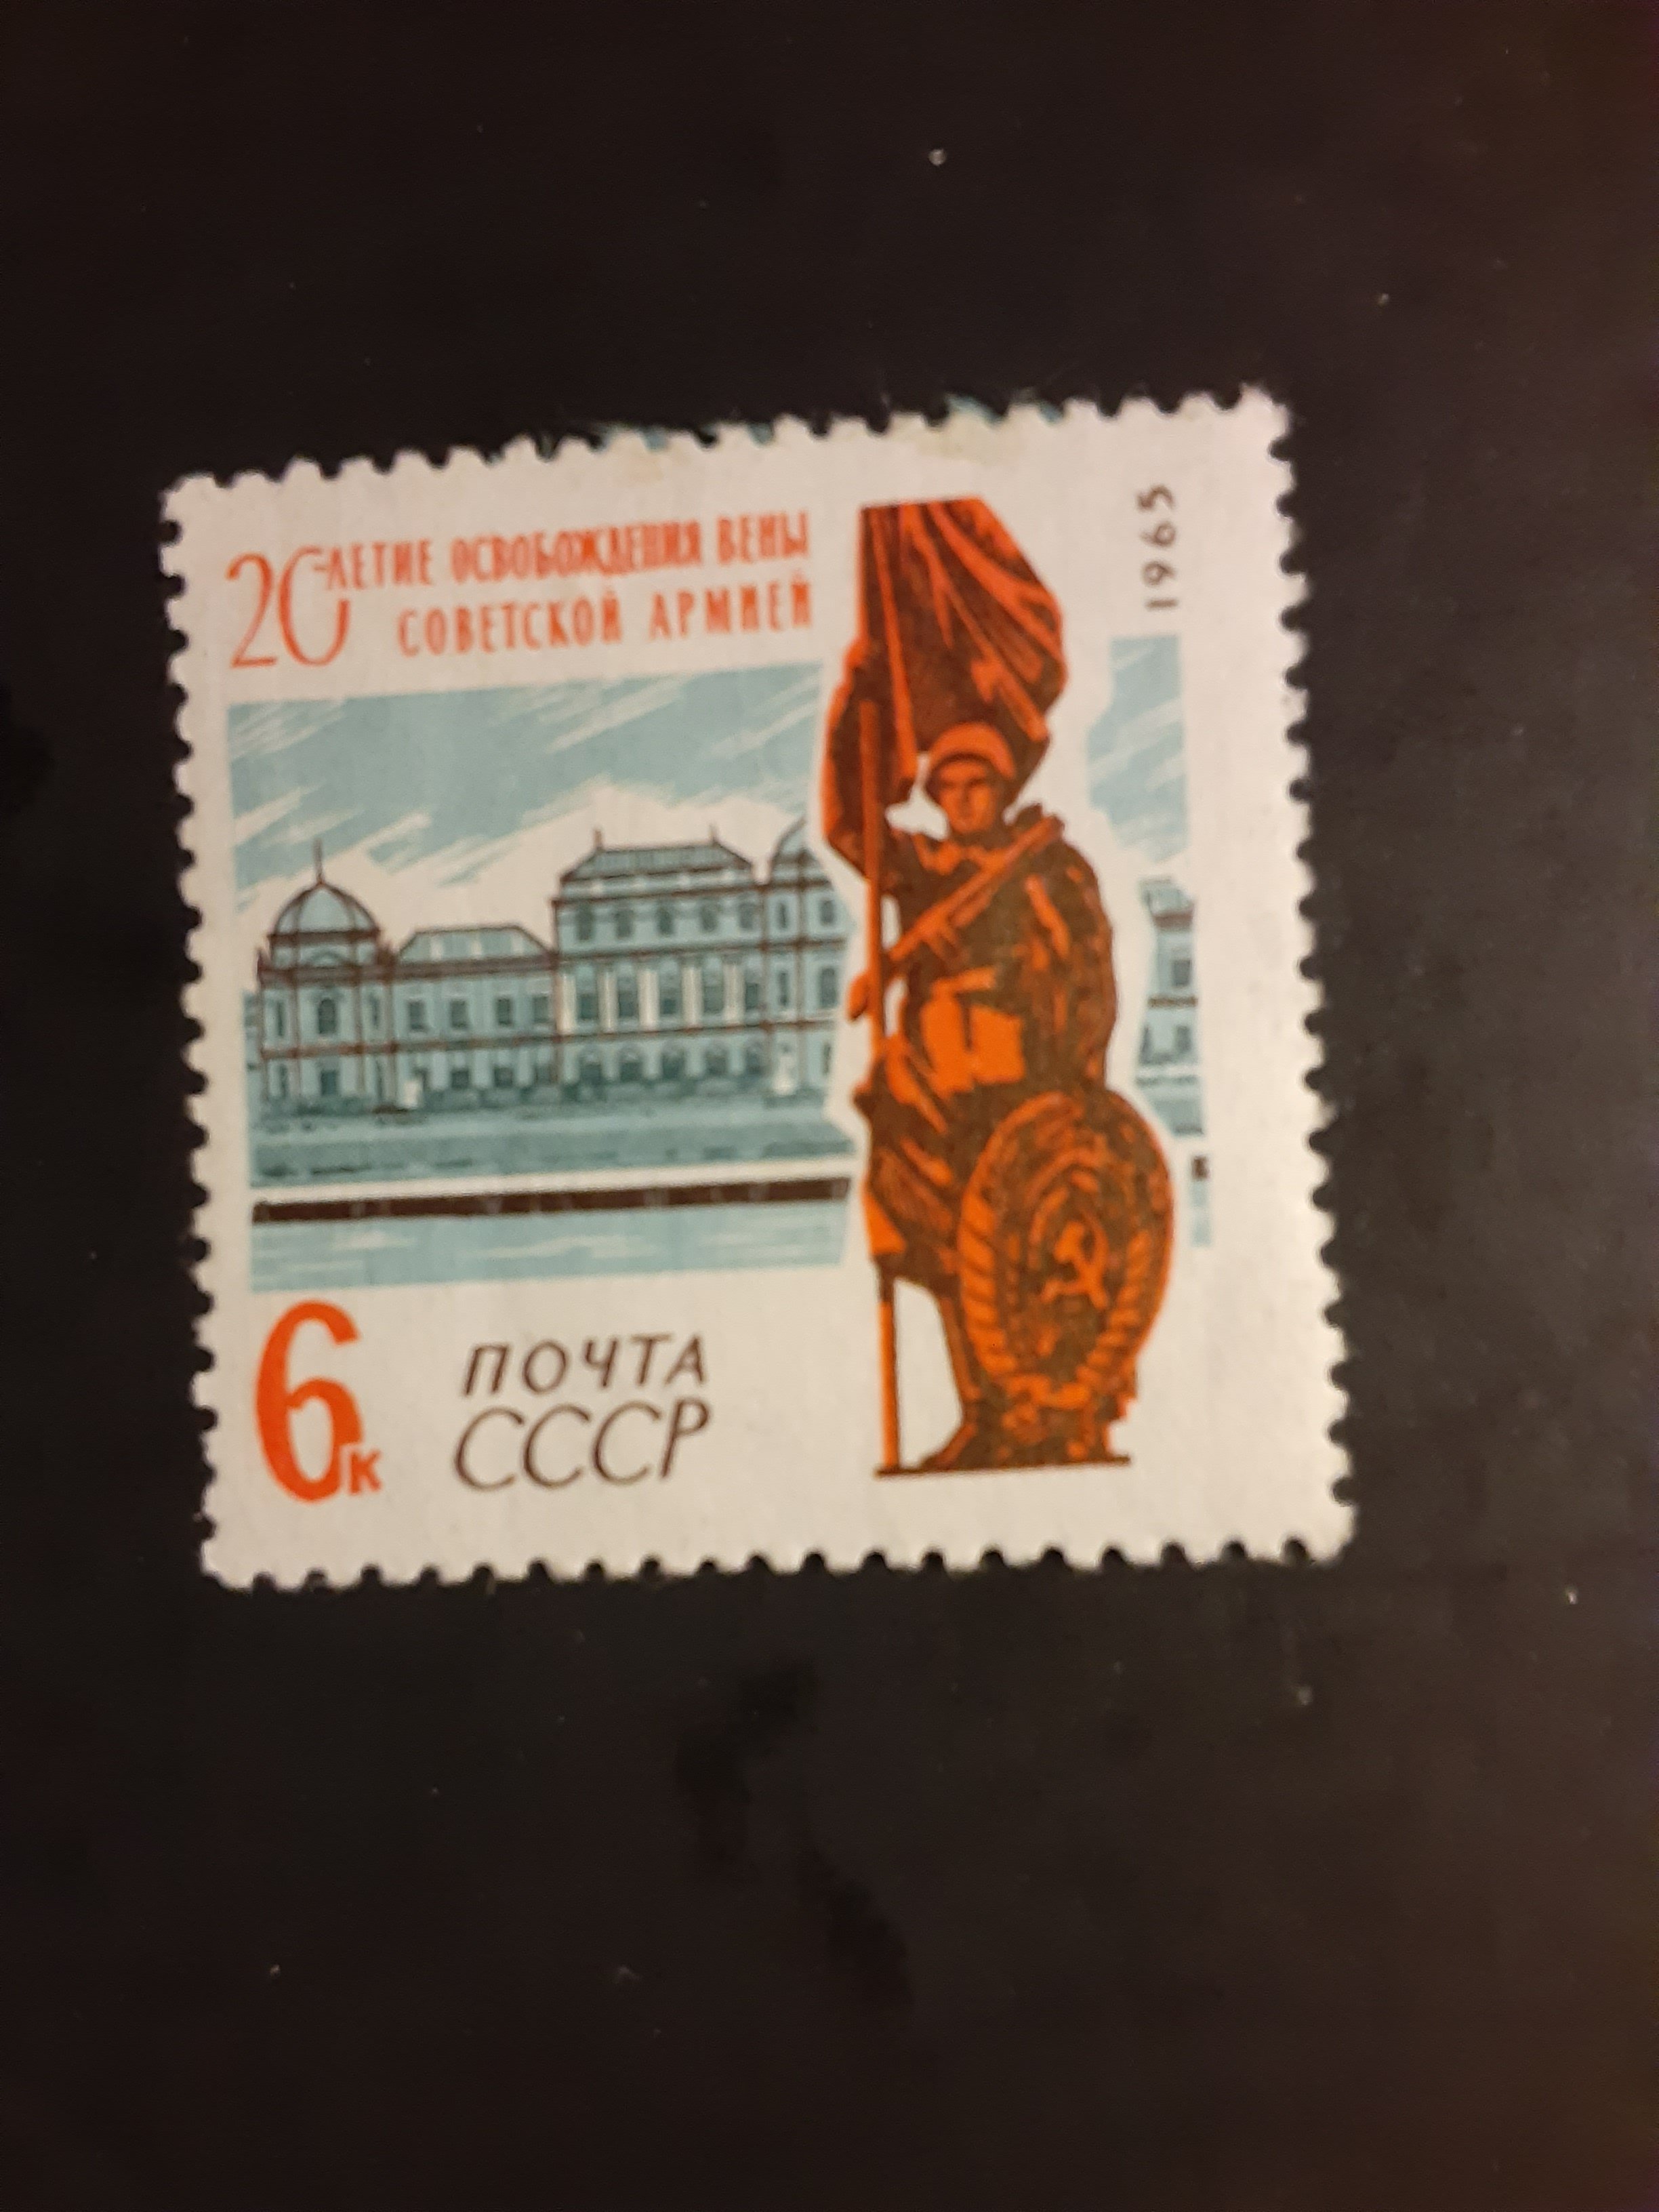 20-ЛЕТИЕ ОСВОБОЖДЕНИЯ ВЕНЫ
СОВЕТСКОЙ АРМИЕЙ
1965
6к
ПОЧТА
СССР